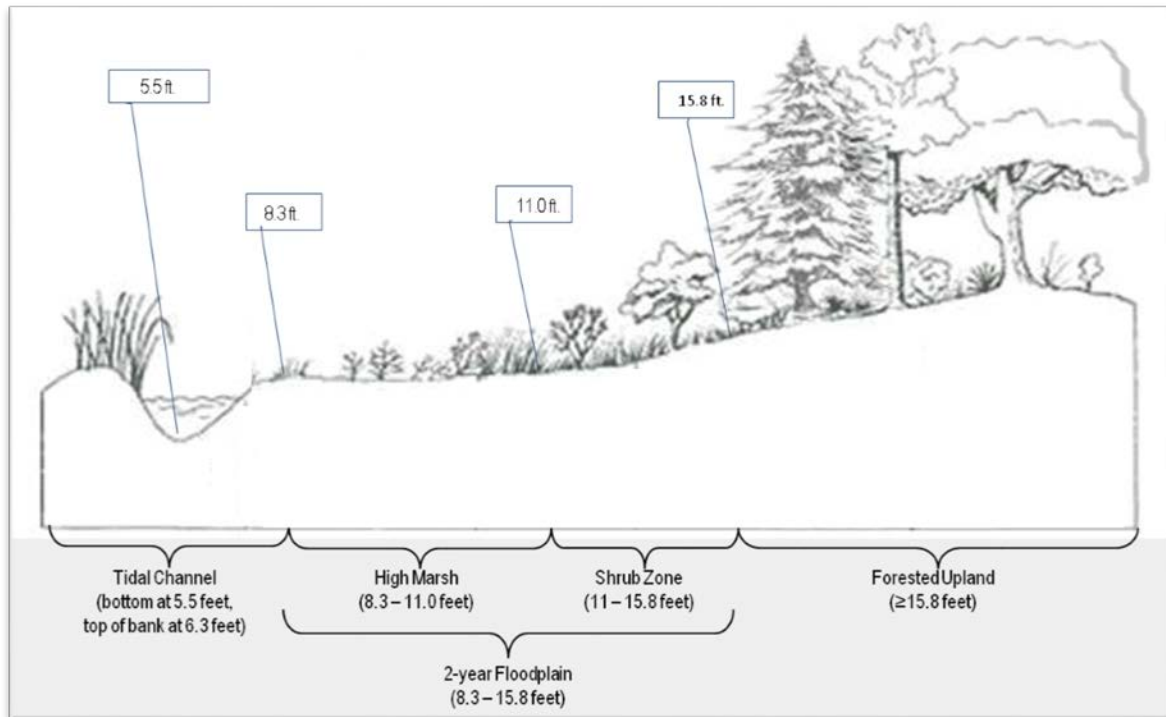 5.5 ft.
15.8 ft.
8.3 ft.
11.0 ft.
Tidal Channel
(bottom at 5.5 feet,
top of bank at 6.3 feet)
High Marsh
(8.3 – 11.0 feet)
Shrub Zone
(11 – 15.8 feet)
Forested Upland
(≥15.8 feet)
2-year Floodplain
(8.3 – 15.8 feet)